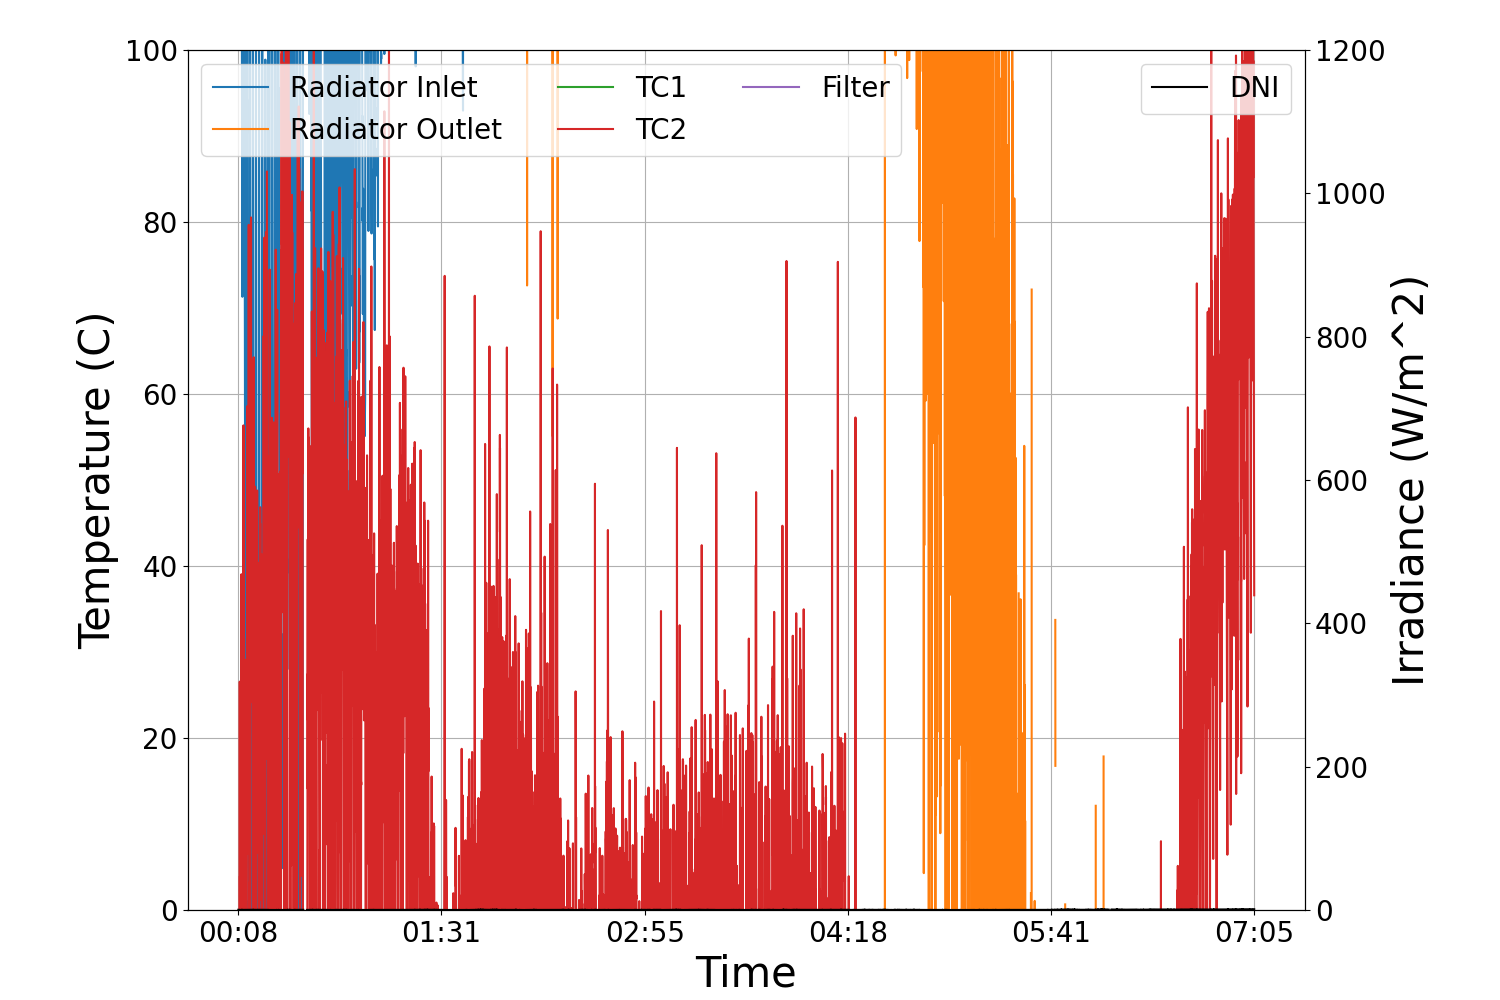 100
80
60
40
20
0
Temperature (C)
Radiator Inlet
Radiator Outlet
TC1
TC2
Filter
DNI
1200
1000
800
600
400
200
0
Irradiance (W/m^2)
00:08
01:31
02:55
04:18
05:41
07:05
Time